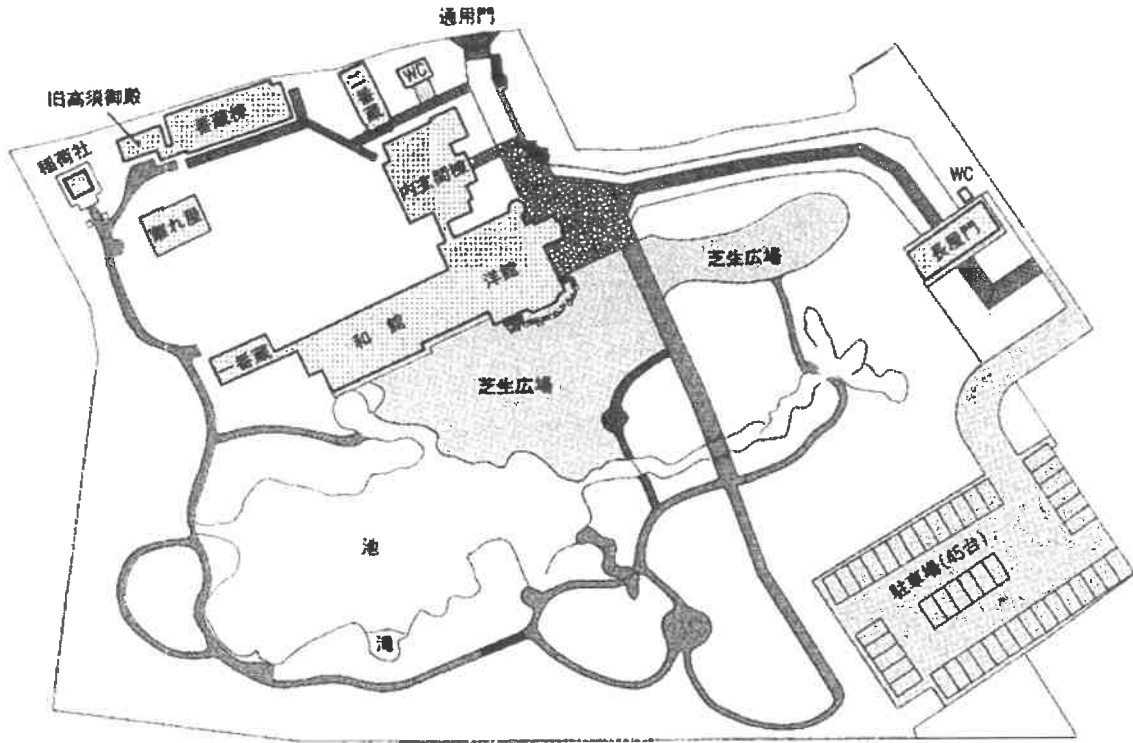 通用門
WC
二番蔵
旧高須御殿
番蔵棟
稲荷社
内玄関棟
離れ屋
WC
長屋門
芝生広場
洋館
和館
一番蔵
芝生広場
池
滝
駐車場(45台)